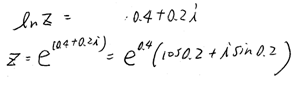 ln z = 0.4+0.2i
z = e^(0.4+0.2i) = e^0.4 (cos 0.2 + i sin 0.2)